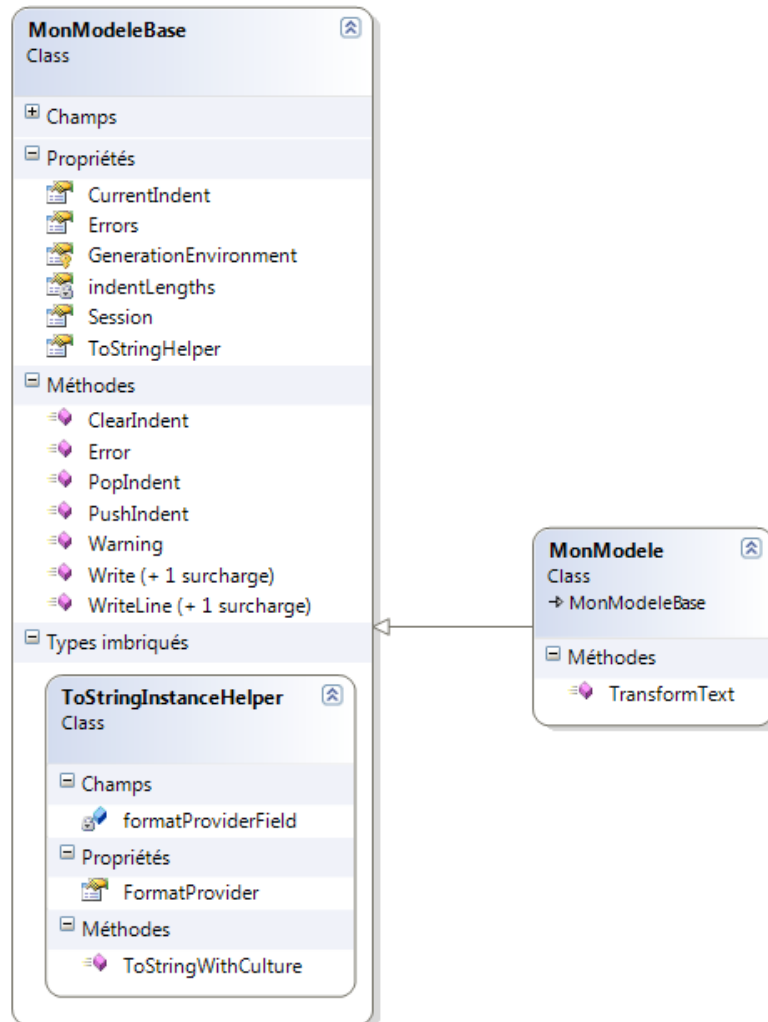 MonModeleBase
Class
Champs
Propriétés
CurrentIndent
Errors
GenerationEnvironment
indentLengths
Session
ToStringHelper
Méthodes
ClearIndent
Error
PopIndent
PushIndent
Warning
Write (+ 1 surcharge)
WriteLine (+ 1 surcharge)
Types imbriqués
ToStringInstanceHelper
Class
Champs
formatProviderField
Propriétés
FormatProvider
Méthodes
ToStringWithCulture
MonModele
Class
MonModeleBase
Méthodes
TransformText